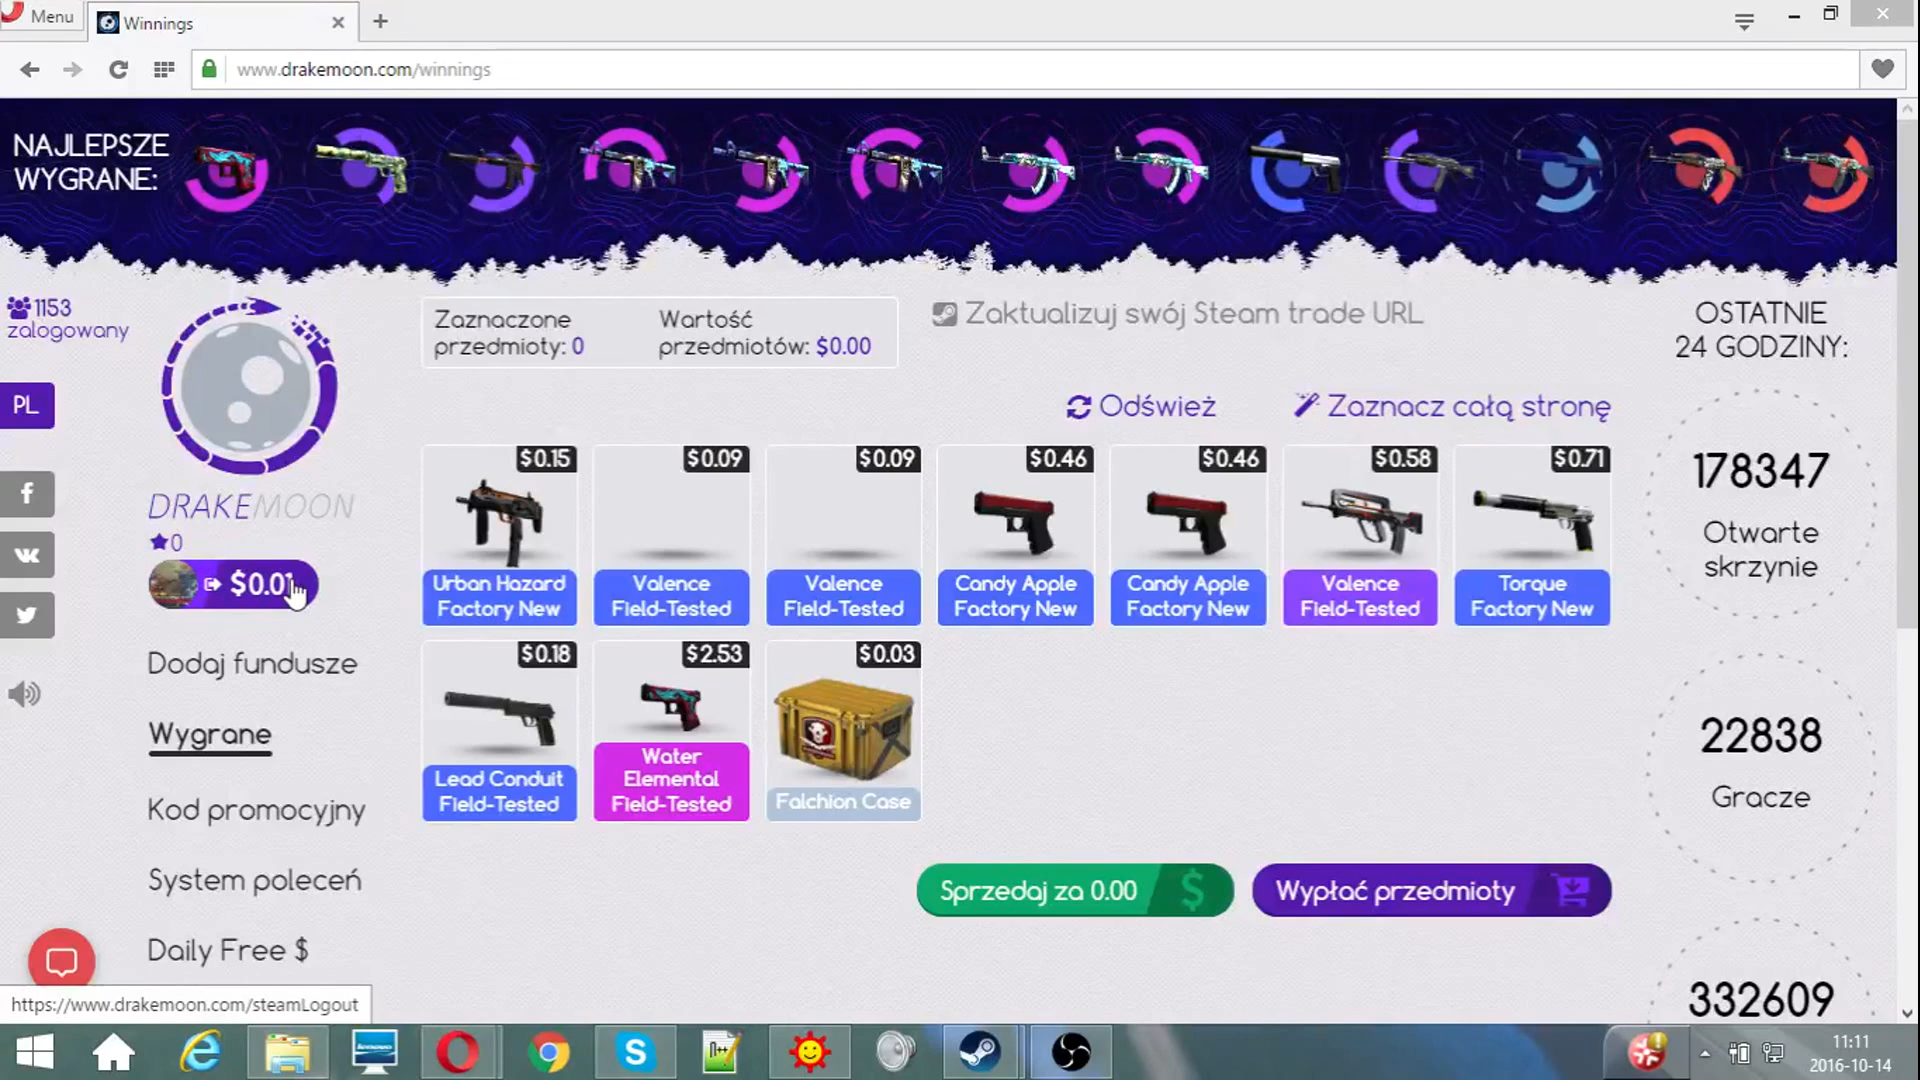 Menu
Winnings
www.drakemoon.com/winnings
NAJLEPSZE
WYGRANE:
1153
zalogowany
PL
DRAKEMOON
0
$0.01
Dodaj fundusze
Wygrane
Kod promocyjny
System poleceń
Daily Free $
https://www.drakemoon.com/steamLogout
Zaznaczone
przedmioty: 0
Wartość
przedmiotów: $0.00
Zaktualizuj swój Steam trade URL
Odśwież
Zaznacz całą stronę
$0.15
Urban Hazard
Factory New
$0.09
Valence
Field-Tested
$0.09
Valence
Field-Tested
$0.46
Candy Apple
Factory New
$0.46
Candy Apple
Factory New
$0.58
Valence
Field-Tested
$0.71
Torque
Factory New
$0.18
Lead Conduit
Field-Tested
$2.53
Water
Elemental
Field-Tested
$0.03
Falchion Case
Sprzedaj za 0.00
$
Wypłać przedmioty
OSTATNIE
24 GODZINY:
178347
Otwarte
skrzynie
22838
Gracze
332609
11:11
2016-10-14